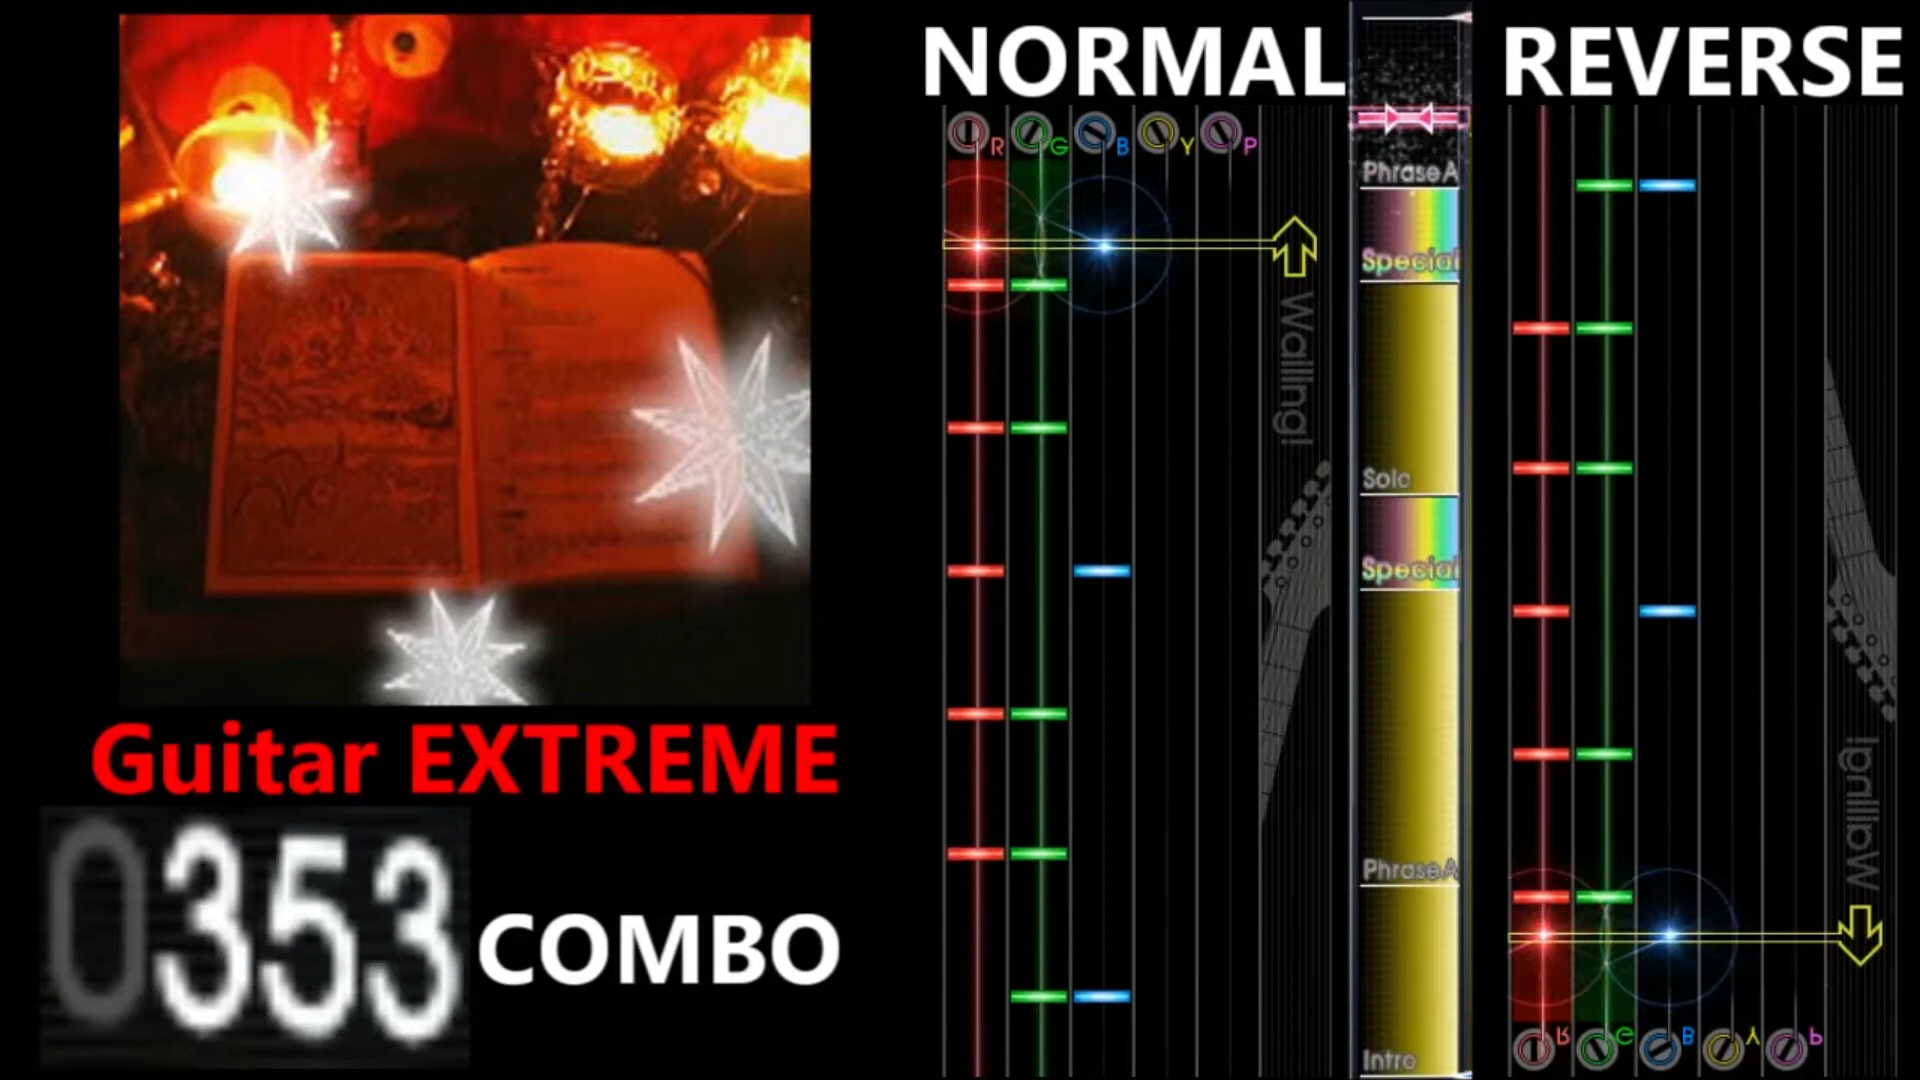 NORMAL
REVERSE
R G B Y P
Phrase A
Special
Wailing!
Solo
Special
Guitar EXTREME
Wailing!
Phrase A
0353 COMBO
R G B Y P
Intro